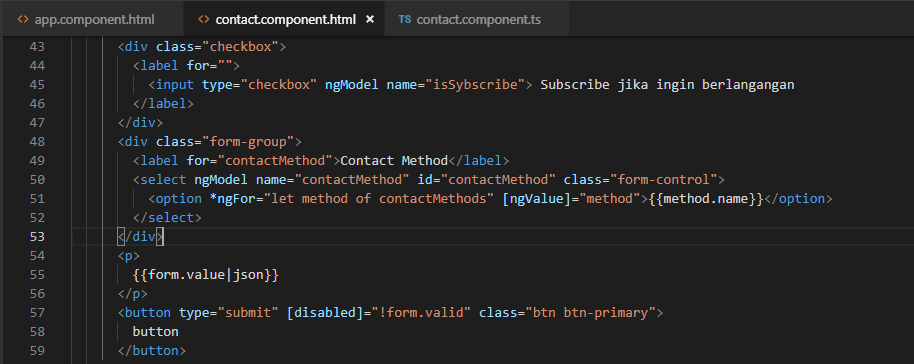 <> app.component.html <> contact.component.html × TS contact.component.ts
43 <div class="checkbox">
44 <label for="">
45 <input type="checkbox" ngModel name="isSybscribe"> Subscribe jika ingin berlangangan
46 </label>
47 </div>
48 <div class="form-group">
49 <label for="contactMethod">Contact Method</label>
50 <select ngModel name="contactMethod" id="contactMethod" class="form-control">
51 <option *ngFor="let method of contactMethods" [ngValue]="method">{{method.name}}</option>
52 </select>
53 </div>
54 <p>
55 {{form.value|json}}
56 </p>
57 <button type="submit" [disabled]="!form.valid" class="btn btn-primary">
58 button
59 </button>